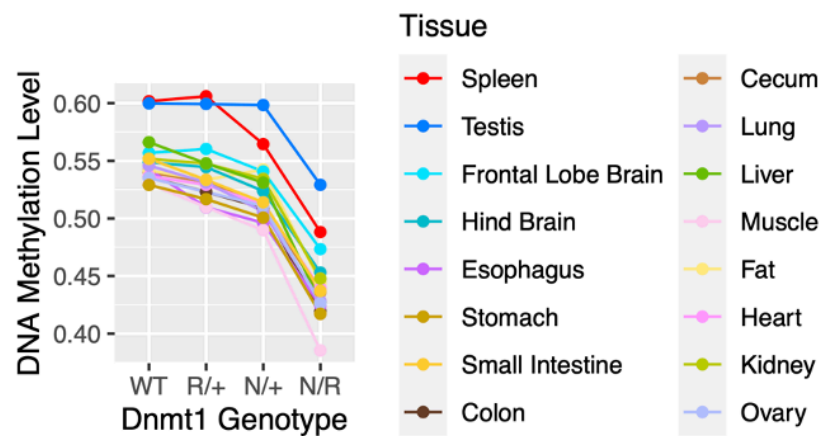 Tissue
DNA Methylation Level
0.60
0.55
0.50
0.45
0.40
WT R/+ N/+ N/R
Dnmt1 Genotype
Spleen
Testis
Frontal Lobe Brain
Hind Brain
Esophagus
Stomach
Small Intestine
Colon
Cecum
Lung
Liver
Muscle
Fat
Heart
Kidney
Ovary